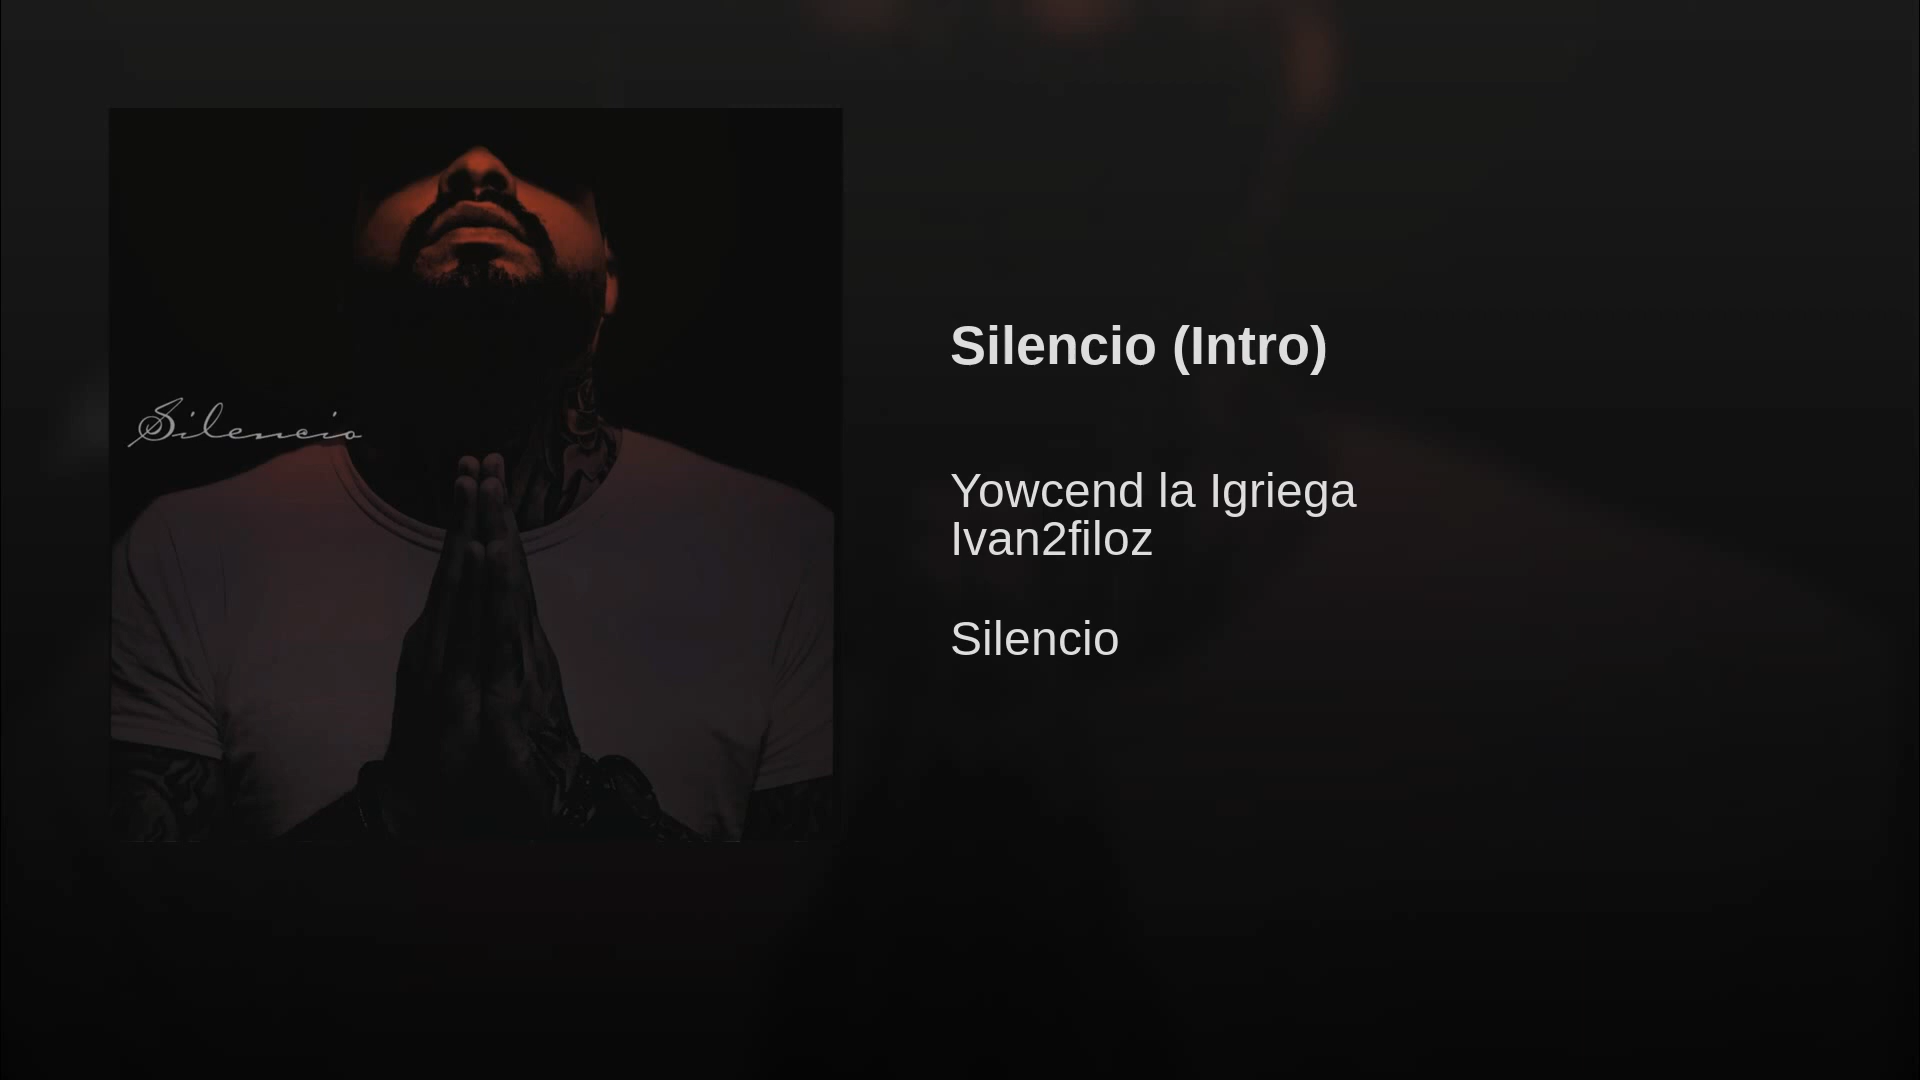 Silencio
Silencio (Intro)
Yowcend la Igriega
Ivan2filoz
Silencio